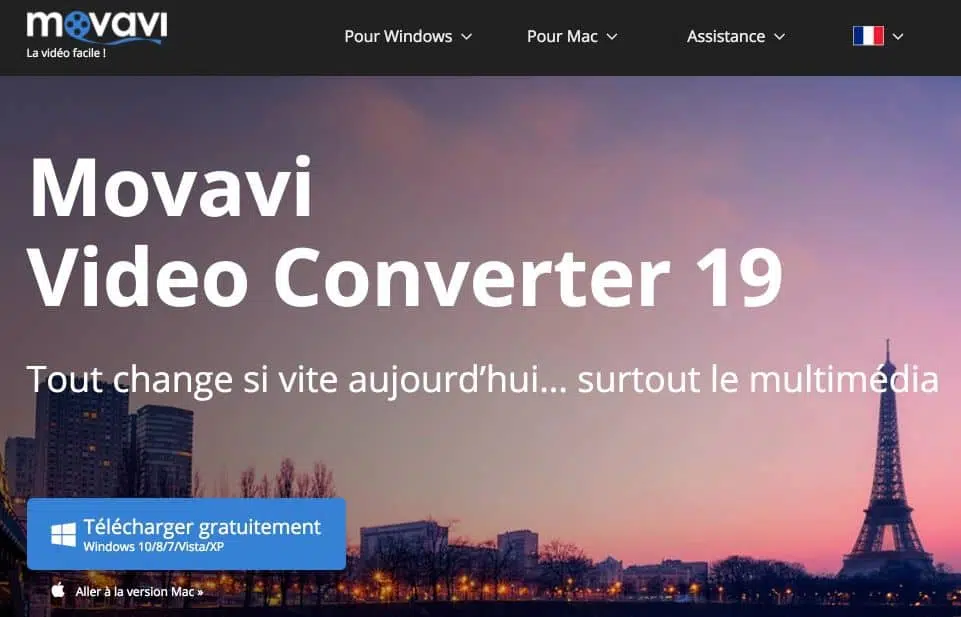 movavi
La vidéo facile !
Pour Windows
Pour Mac
Assistance
Movavi
Video Converter 19
Tout change si vite aujourd’hui... surtout le multimédia
Télécharger gratuitement
Windows 10/8/7/Vista/XP
Aller à la version Mac »